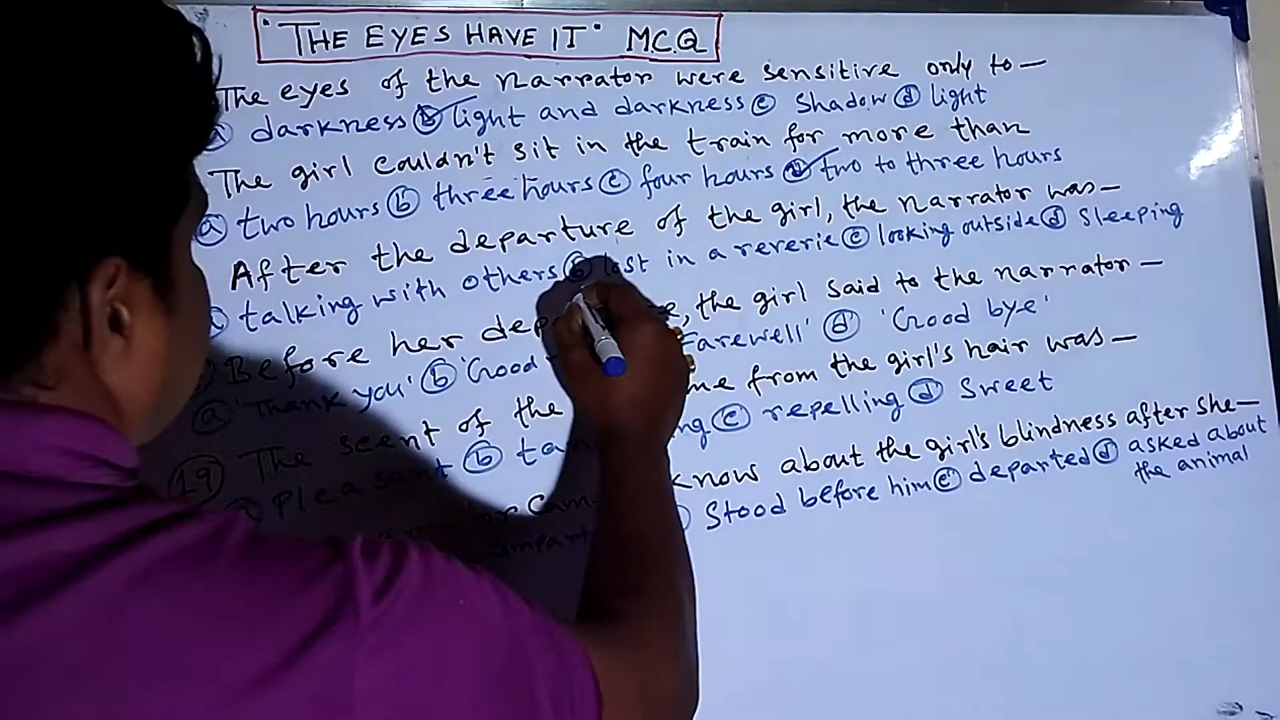 "THE EYES HAVE IT" MCQ
The eyes of the narrator were sensitive only to—
ⓐ darkness ⓑ light and darkness ⓒ shadow ⓓ light
The girl couldn't sit in the train for more than
ⓐ two hours ⓑ three hours ⓒ four hours ⓓ two to three hours
After the departure of the girl, the narrator was—
talking with others ⓑ lost in a reverie ⓒ looking outside ⓓ sleeping
Before her the girl said to the narrator—
ⓐ 'Thank you' ⓑ 'Good Farewell' ⓓ 'Good bye'
⑲ The scent of the from the girl's hair was—
Pleasant ⓑ ⓒ repelling ⓓ Sweet
know about the girl's blindness after she—
stood before him ⓒ departed ⓓ asked about
the animal